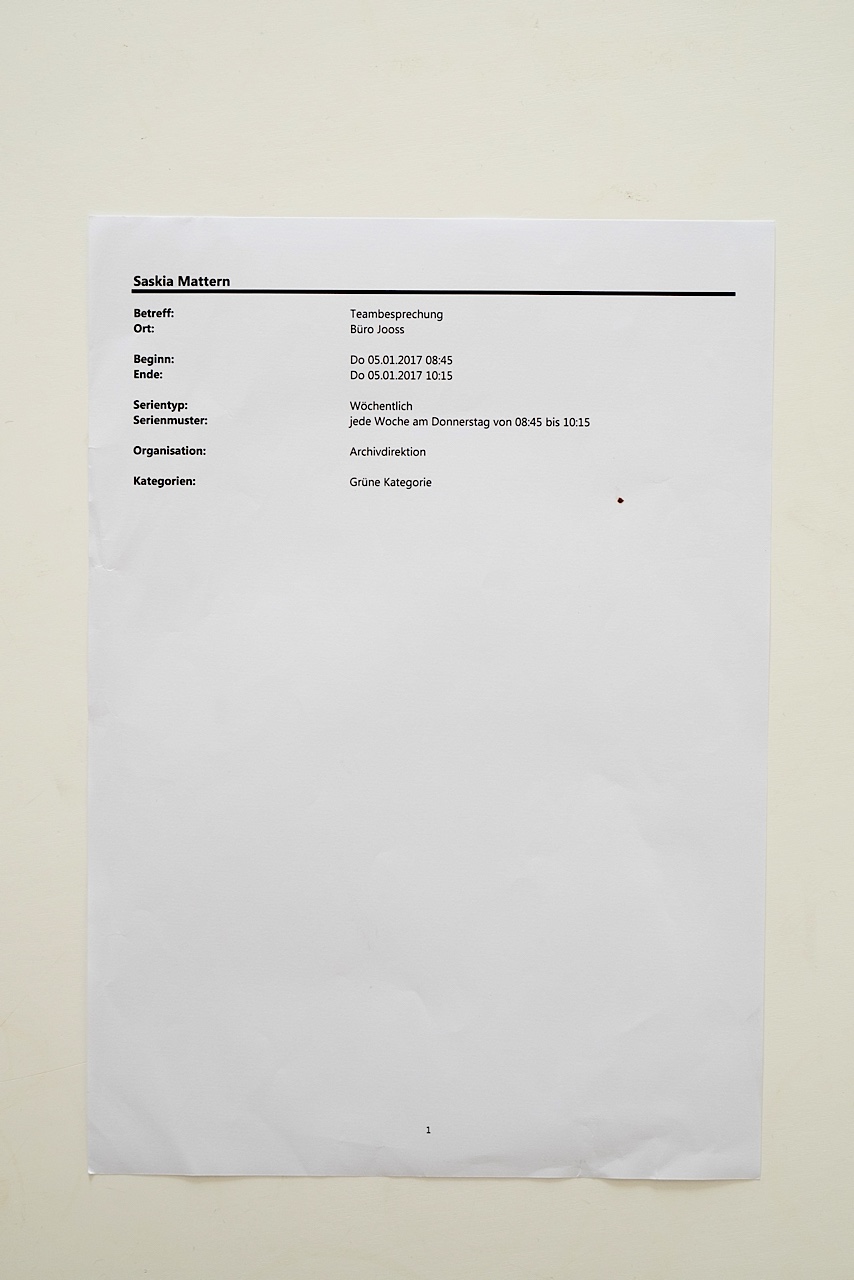 Saskia Mattern
Betreff: Teambesprechung
Ort: Büro Jooss
Beginn: Do 05.01.2017 08:45
Ende: Do 05.01.2017 10:15
Serientyp: Wöchentlich
Serienmuster: jede Woche am Donnerstag von 08:45 bis 10:15
Organisation: Archivdirektion
Kategorien: Grüne Kategorie
1